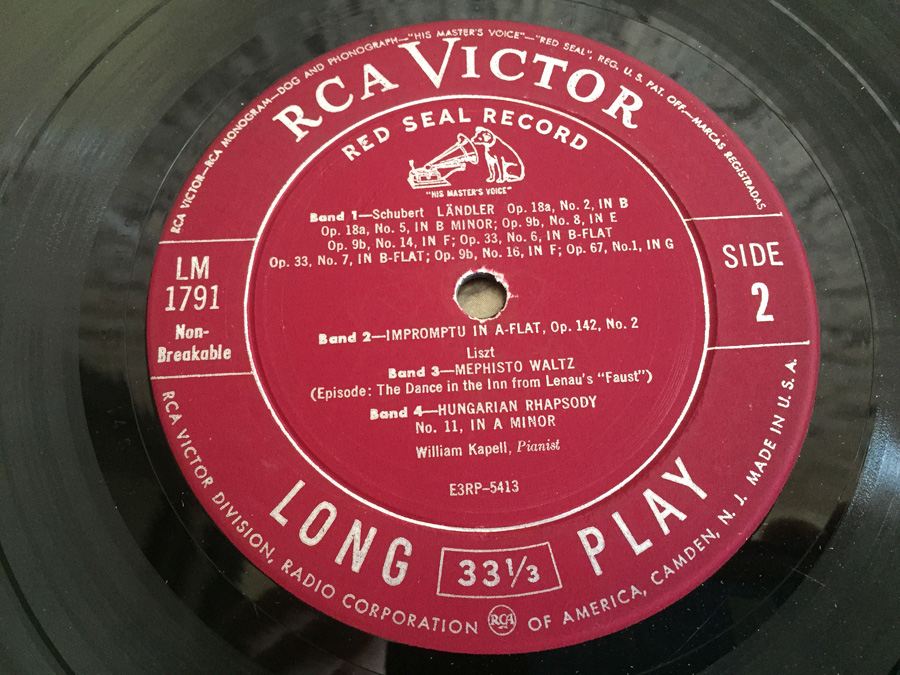 RCA VICTOR—RCA MONOGRAM—DOG AND PHONOGRAPH—"HIS MASTER'S VOICE"—"RED SEAL", REG. U. S. PAT. OFF.—MARCAS REGISTRADAS
RCA VICTOR
RED SEAL RECORD
"HIS MASTER'S VOICE"
Band 1—Schubert LÄNDLER Op. 18a, No. 2, IN B
Op. 18a, No. 5, IN B MINOR; Op. 9b, No. 8, IN E
Op. 9b, No. 14, IN F; Op. 33, No. 6, IN B-FLAT
Op. 33, No. 7, IN B-FLAT; Op. 9b, No. 16, IN F; Op. 67, No.1, IN G
LM
1791
Non-
Breakable
SIDE
2
Band 2—IMPROMPTU IN A-FLAT, Op. 142, No. 2
Liszt
Band 3—MEPHISTO WALTZ
(Episode: The Dance in the Inn from Lenau's "Faust")
Band 4—HUNGARIAN RHAPSODY
No. 11, IN A MINOR
William Kapell, Pianist
E3RP-5413
LONG 33⅓ PLAY
RCA VICTOR DIVISION, RADIO CORPORATION RCA OF AMERICA, CAMDEN, N. J. MADE IN U. S. A.